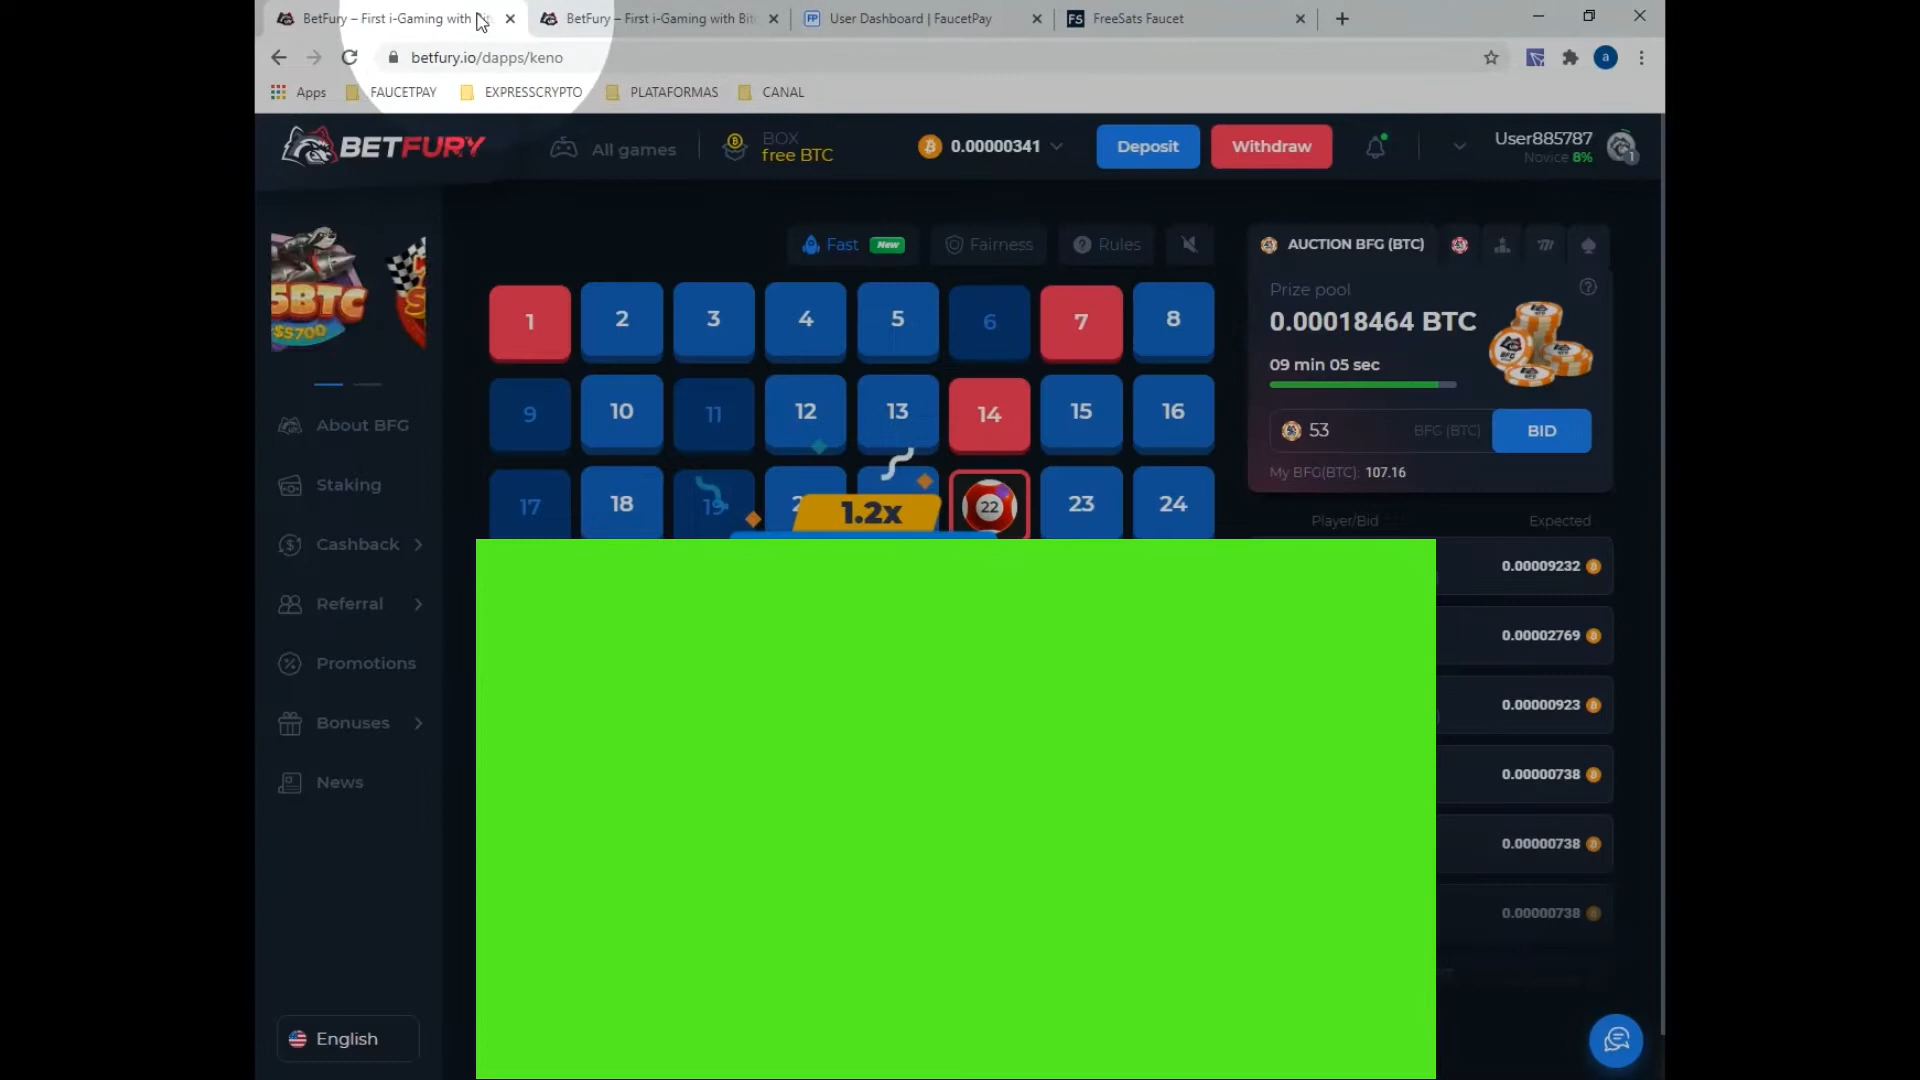 BetFury – First i-Gaming with
BetFury – First i-Gaming with Bit
User Dashboard | FaucetPay
FS FreeSats Faucet
betfury.io/dapps/keno
a
Apps
FAUCETPAY
EXPRESSCRYPTO
PLATAFORMAS
CANAL
BETFURY
All games
BOX
free BTC
0.00000341
Deposit
Withdraw
User885787
Novice 8%
1
5BTC
$700
About BFG
Staking
Cashback
Referral
Promotions
Bonuses
News
English
Fast New
Fairness
Rules
1 2 3 4 5 6 7 8
9 10 11 12 13 14 15 16
17 18 19 22 23 24
1.2x
AUCTION BFG (BTC)
Prize pool
0.00018464 BTC
09 min 05 sec
53 BFG (BTC)
BID
My BFG(BTC): 107.16
Player/Bid Expected
0.00009232
0.00002769
0.00000923
0.00000738
0.00000738
0.00000738